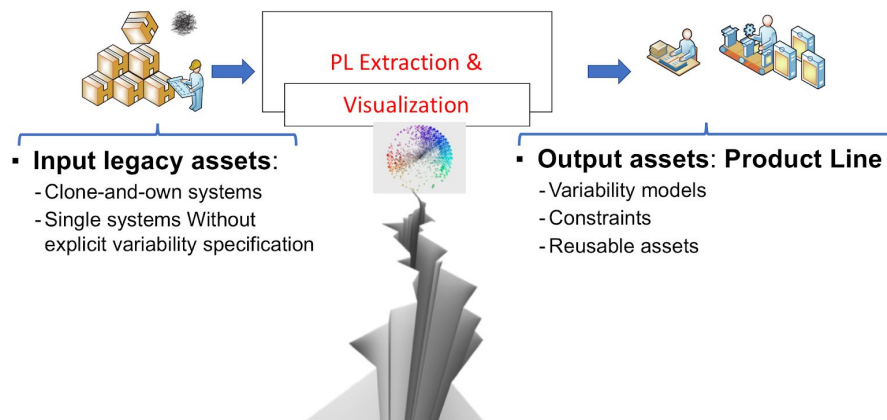 PL Extraction &
Visualization
▪ Input legacy assets:
- Clone-and-own systems
- Single systems Without
explicit variability specification
▪ Output assets: Product Line
- Variability models
- Constraints
- Reusable assets